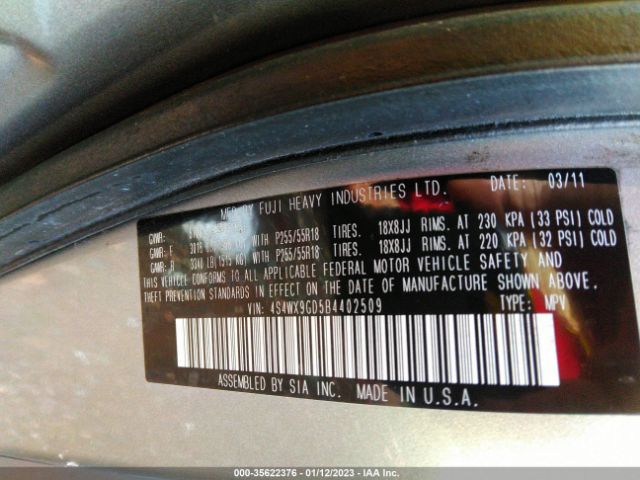 MFD BY FUJI HEAVY INDUSTRIES LTD. DATE: 03/11
GVWR:
GAWR: F WITH P255/55R18 TIRES. 18X8JJ RIMS. AT 230 KPA (33 PSI) COLD
GAWR: R WITH P255/55R18 TIRES. 18X8JJ RIMS. AT 220 KPA (32 PSI) COLD
THIS VEHICLE CONFORMS TO ALL APPLICABLE FEDERAL MOTOR VEHICLE SAFETY AND
THEFT PREVENTION STANDARDS IN EFFECT ON THE DATE OF MANUFACTURE SHOWN ABOVE.
VIN: 4S4WX9GD5B4402509 TYPE: MPV
ASSEMBLED BY SIA INC. MADE IN U.S.A.
000-35622376 - 01/12/2023 - IAA Inc.